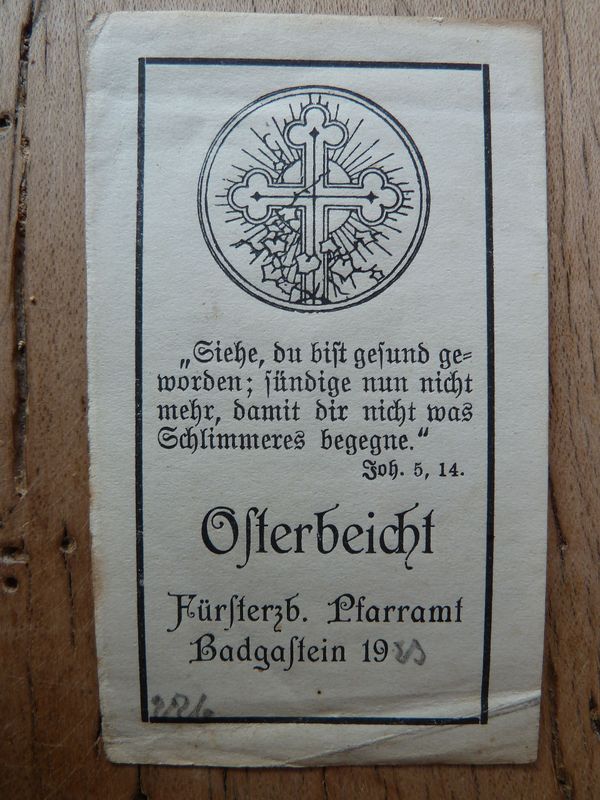 „Siehe, du bist gesund ge=
worden; sündige nun nicht
mehr, damit dir nicht was
Schlimmeres begegne.“
Joh. 5, 14.
Osterbeicht
Fürsterzb. Pfarramt
Badgastein 19